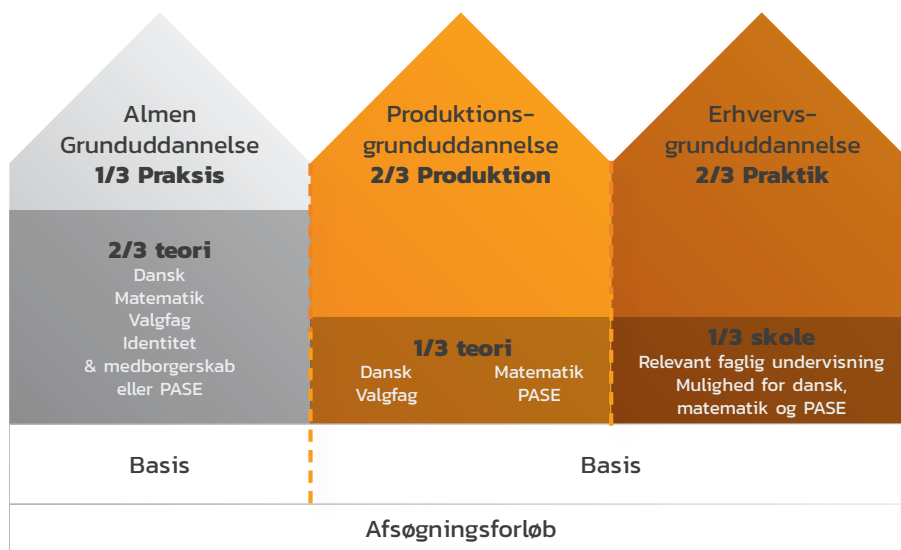 Almen
Grunduddannelse
1/3 Praksis
2/3 teori
Dansk
Matematik
Valgfag
Identitet
& medborgerskab
eller PASE
Produktions-
grunduddannelse
2/3 Produktion
1/3 teori
Dansk Matematik
Valgfag PASE
Erhvervs-
grunduddannelse
2/3 Praktik
1/3 skole
Relevant faglig undervisning
Mulighed for dansk,
matematik og PASE
Basis
Basis
Afsøgningsforløb